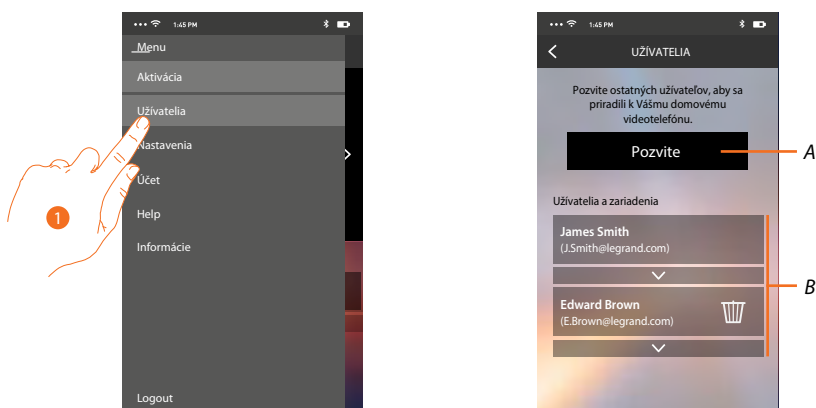 1:45 PM
Menu
Aktivácia
Užívatelia
Nastavenia
Účet
Help
Informácie
Logout
1
1:45 PM
UŽÍVATELIA
Pozvite ostatných užívateľov, aby sa
priradili k Vášmu domovému
videotelefónu.
Pozvite
A
Užívatelia a zariadenia
James Smith
(J.Smith@legrand.com)
Edward Brown
(E.Brown@legrand.com)
B